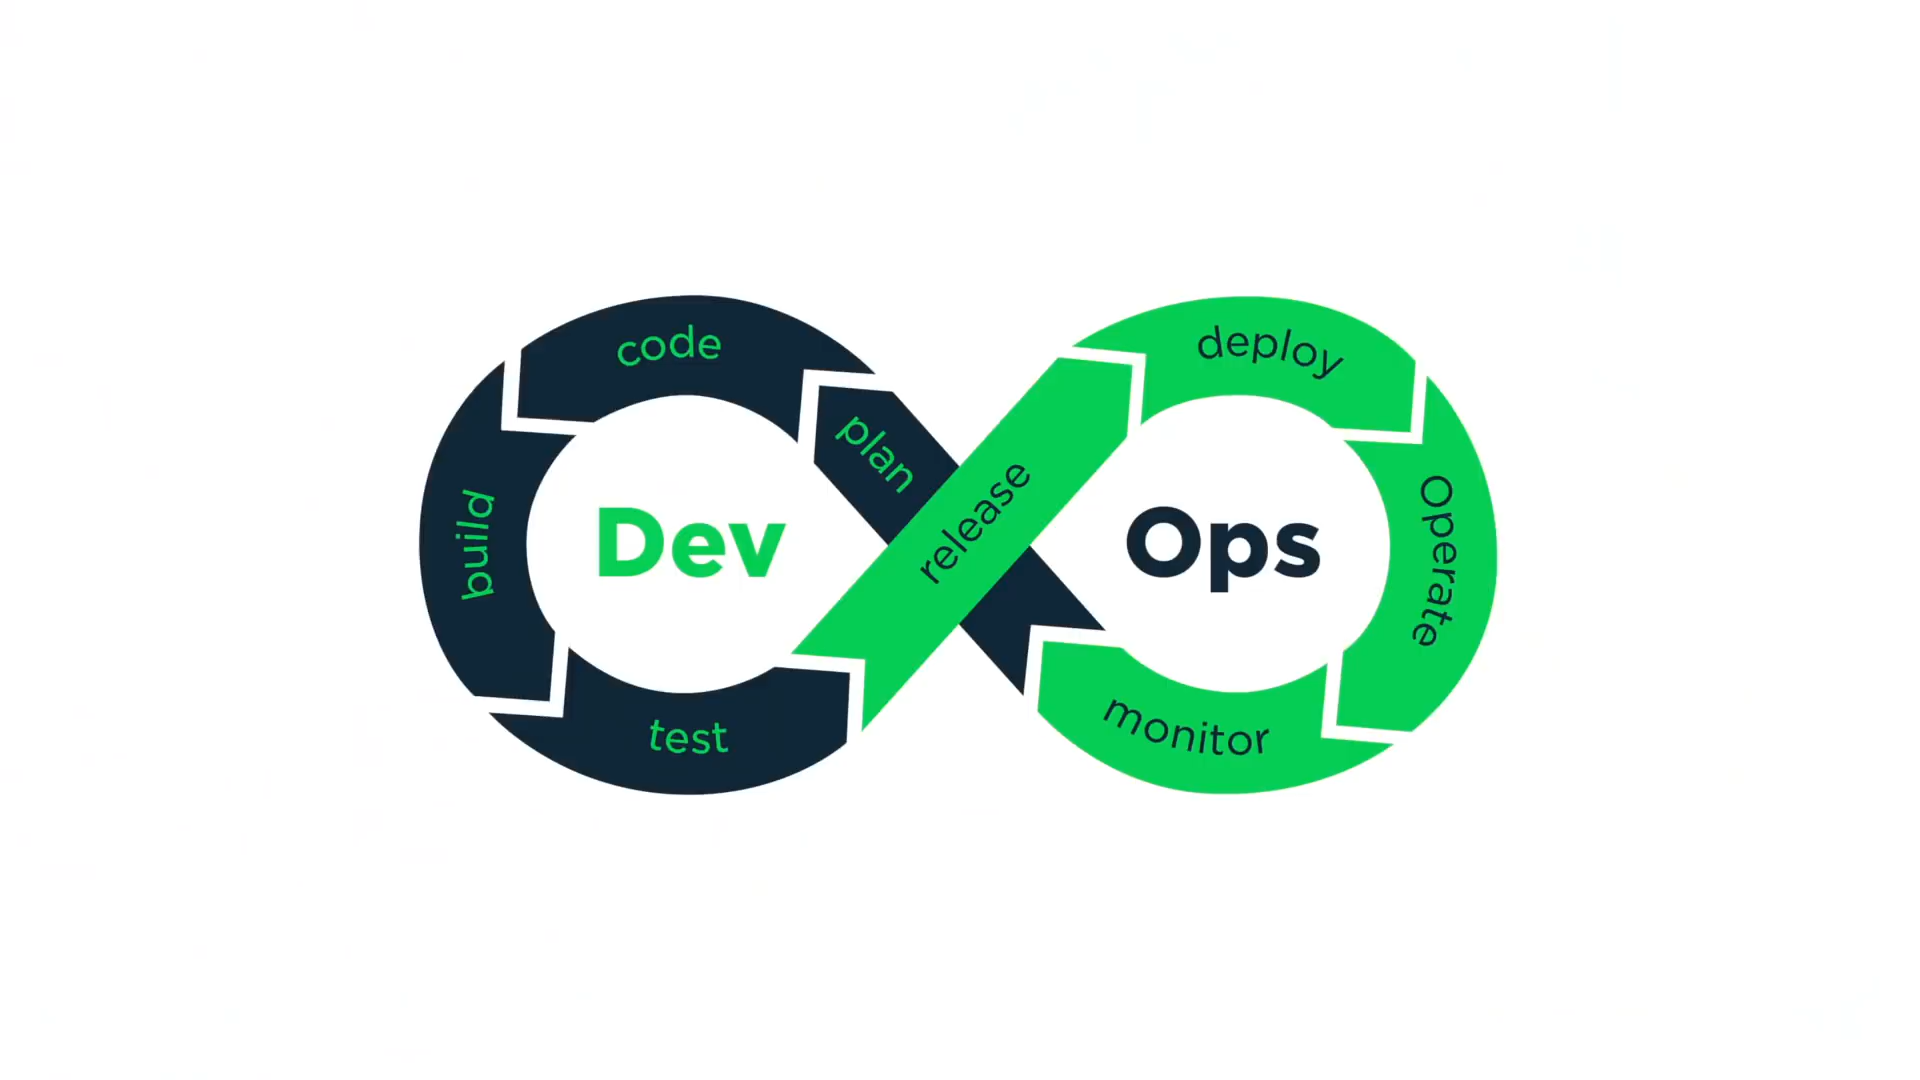 plan
code
build
test
release
deploy
Operate
monitor
Dev
Ops